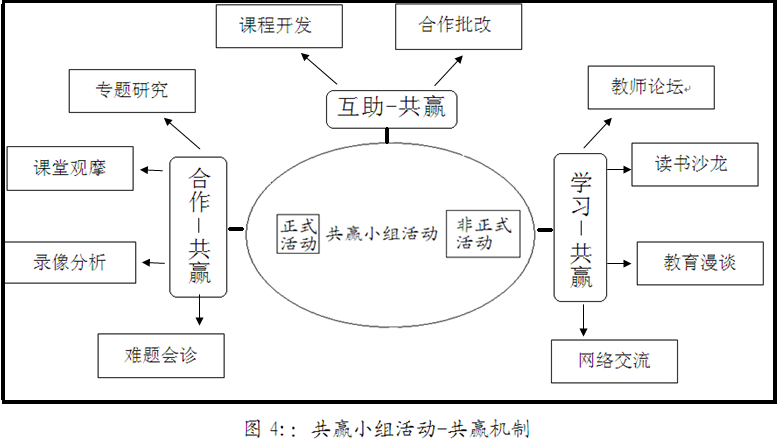 课程开发
合作批改
专题研究
教师论坛
互助-共赢
课堂观摩
读书沙龙
合作-共赢
学习-共赢
正式
活动
共赢小组活动
非正式
活动
录像分析
教育漫谈
难题会诊
网络交流
图 4:：共赢小组活动-共赢机制